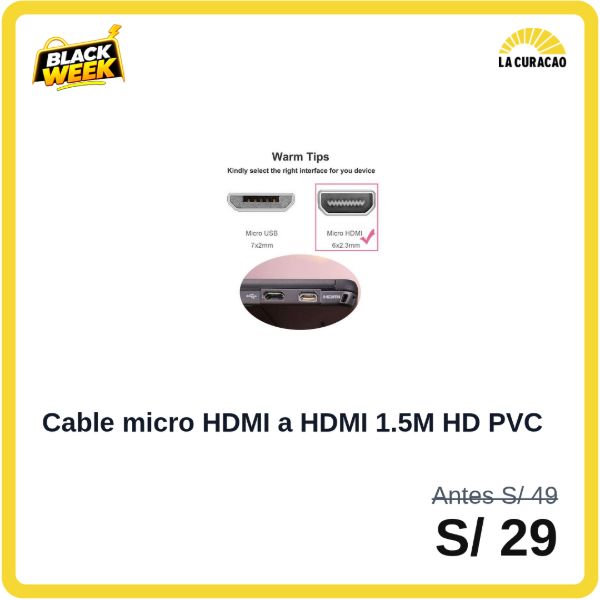 BLACK
WEEK
LA CURACAO
Warm Tips
Kindly select the right interface for you device
Micro USB
7x2mm
Micro HDMI
6x2.3mm
HDMI
Cable micro HDMI a HDMI 1.5M HD PVC
Antes S/ 49
S/ 29